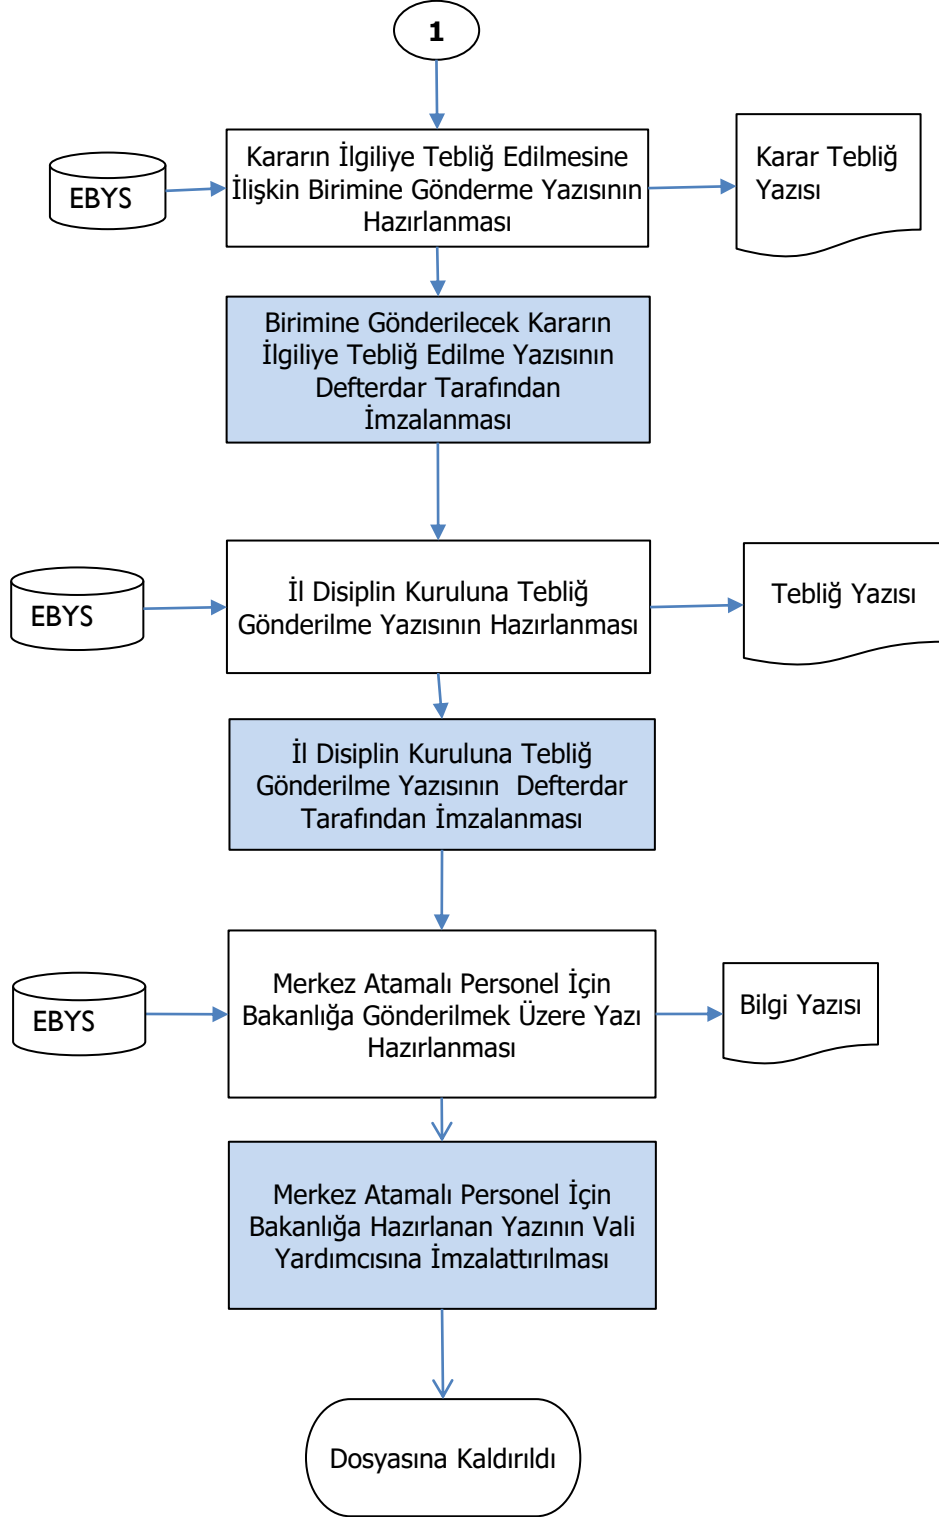 1
EBYS
Kararın İlgiliye Tebliğ Edilmesine
İlişkin Birimine Gönderme Yazısının
Hazırlanması
Karar Tebliğ
Yazısı
Birimine Gönderilecek Kararın
İlgiliye Tebliğ Edilme Yazısının
Defterdar Tarafından
İmzalanması
EBYS
İl Disiplin Kuruluna Tebliğ
Gönderilme Yazısının Hazırlanması
Tebliğ Yazısı
İl Disiplin Kuruluna Tebliğ
Gönderilme Yazısının  Defterdar
Tarafından İmzalanması
EBYS
Merkez Atamalı Personel İçin
Bakanlığa Gönderilmek Üzere Yazı
Hazırlanması
Bilgi Yazısı
Merkez Atamalı Personel İçin
Bakanlığa Hazırlanan Yazının Vali
Yardımcısına İmzalattırılması
Dosyasına Kaldırıldı